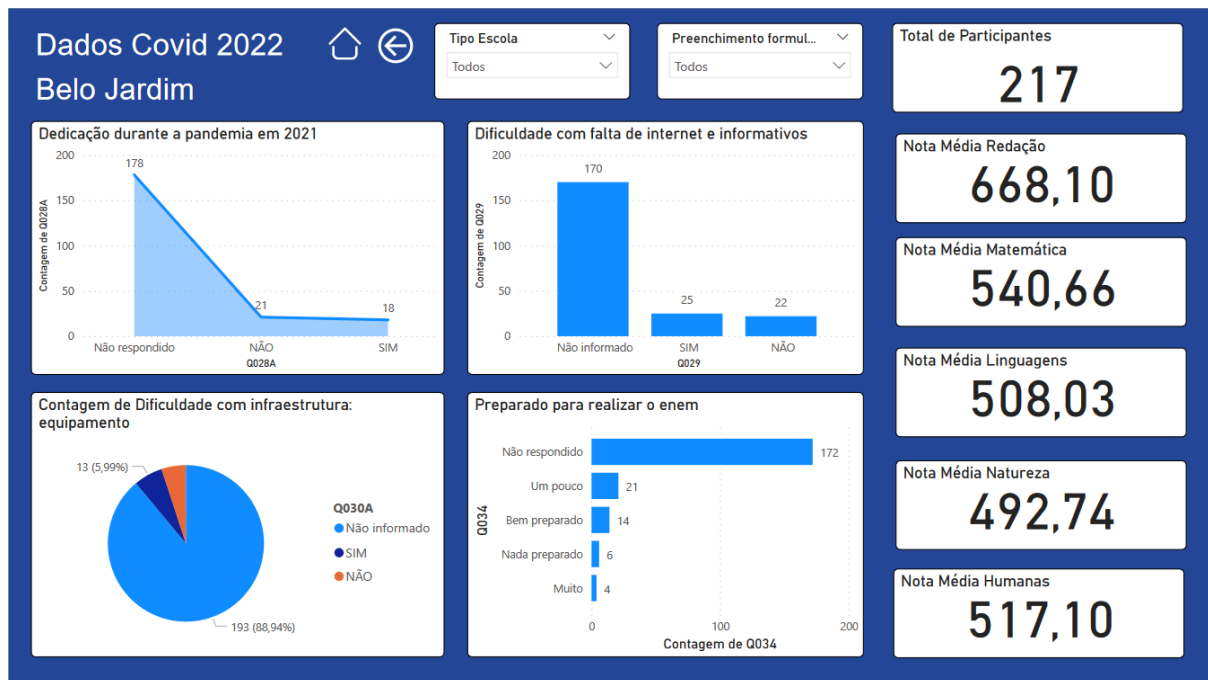 Dados Covid 2022
Belo Jardim
Tipo Escola
Todos
Preenchimento formul...
Todos
Total de Participantes
217
Dedicação durante a pandemia em 2021
Contagem de Q028A
200
150
100
50
0
178
21
18
Não respondido
NÃO
SIM
Q028A
Dificuldade com falta de internet e informativos
Contagem de Q029
200
150
100
50
0
170
25
22
Não informado
SIM
NÃO
Q029
Nota Média Redação
668,10
Nota Média Matemática
540,66
Nota Média Linguagens
508,03
Contagem de Dificuldade com infraestrutura:
equipamento
13 (5,99%)
193 (88,94%)
Q030A
Não informado
SIM
NÃO
Preparado para realizar o enem
Q034
Não respondido
172
Um pouco
21
Bem preparado
14
Nada preparado
6
Muito
4
0
100
200
Contagem de Q034
Nota Média Natureza
492,74
Nota Média Humanas
517,10